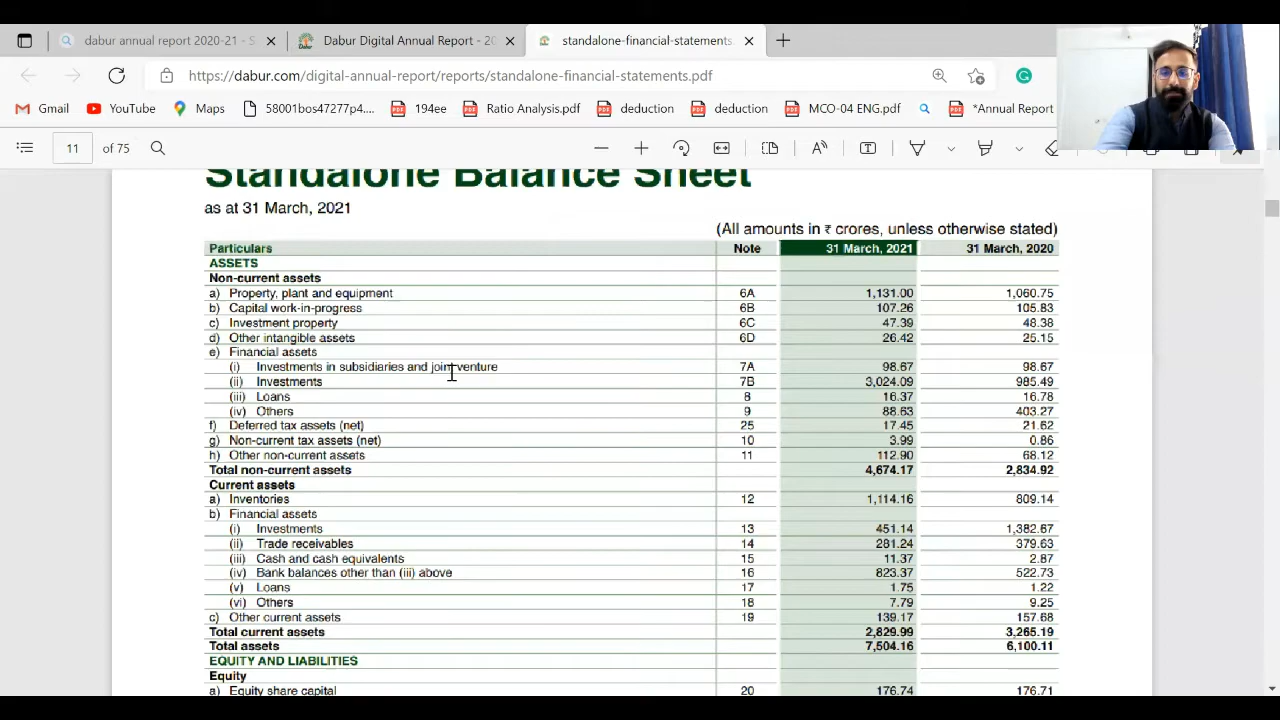 dabur annual report 2020-21 - S
Dabur Digital Annual Report - 20
standalone-financial-statements.
https://dabur.com/digital-annual-report/reports/standalone-financial-statements.pdf
Gmail YouTube Maps 58001bos47277p4.... 194ee Ratio Analysis.pdf deduction deduction MCO-04 ENG.pdf *Annual Report
11 of 75
Standalone Balance Sheet
as at 31 March, 2021
(All amounts in ₹ crores, unless otherwise stated)
Particulars Note 31 March, 2021 31 March, 2020
ASSETS
Non-current assets
a) Property, plant and equipment 6A 1,131.00 1,060.75
b) Capital work-in-progress 6B 107.26 105.83
c) Investment property 6C 47.39 48.38
d) Other intangible assets 6D 26.42 25.15
e) Financial assets
(i) Investments in subsidiaries and joint venture 7A 98.67 98.67
(ii) Investments 7B 3,024.09 985.49
(iii) Loans 8 16.37 16.78
(iv) Others 9 88.63 403.27
f) Deferred tax assets (net) 25 17.45 21.62
g) Non-current tax assets (net) 10 3.99 0.86
h) Other non-current assets 11 112.90 68.12
Total non-current assets 4,674.17 2,834.92
Current assets
a) Inventories 12 1,114.16 809.14
b) Financial assets
(i) Investments 13 451.14 1,382.67
(ii) Trade receivables 14 281.24 379.63
(iii) Cash and cash equivalents 15 11.37 2.87
(iv) Bank balances other than (iii) above 16 823.37 522.73
(v) Loans 17 1.75 1.22
(vi) Others 18 7.79 9.25
c) Other current assets 19 139.17 157.68
Total current assets 2,829.99 3,265.19
Total assets 7,504.16 6,100.11
EQUITY AND LIABILITIES
Equity
a) Equity share capital 20 176.74 176.71